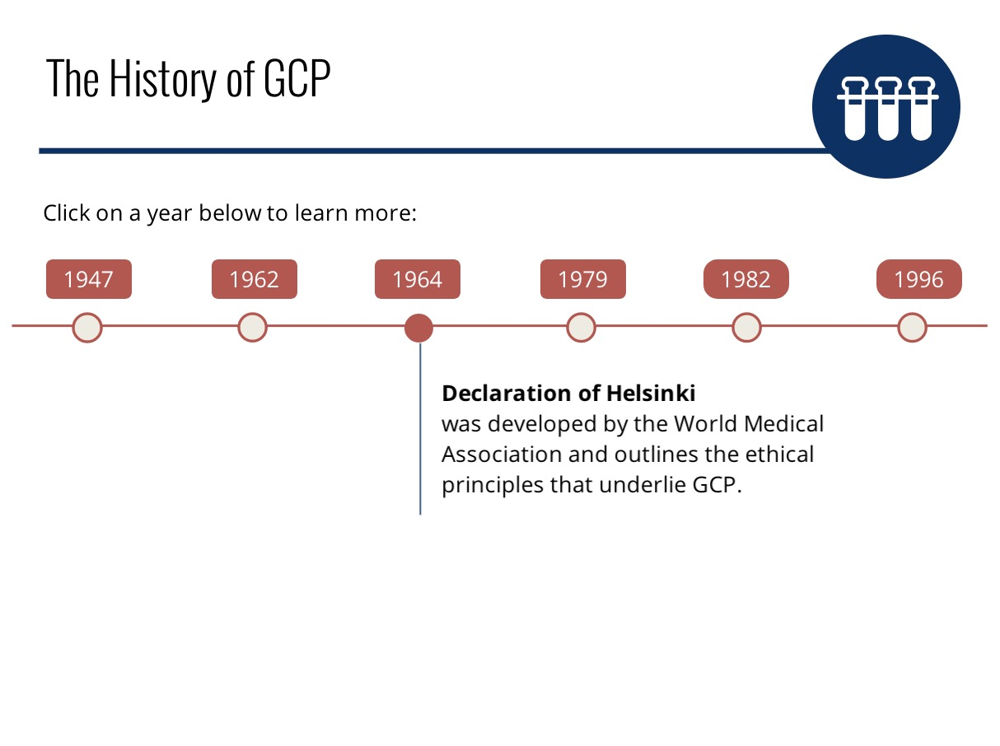 The History of GCP
Click on a year below to learn more:
1947 1962 1964 1979 1982 1996
Declaration of Helsinki
was developed by the World Medical
Association and outlines the ethical
principles that underlie GCP.